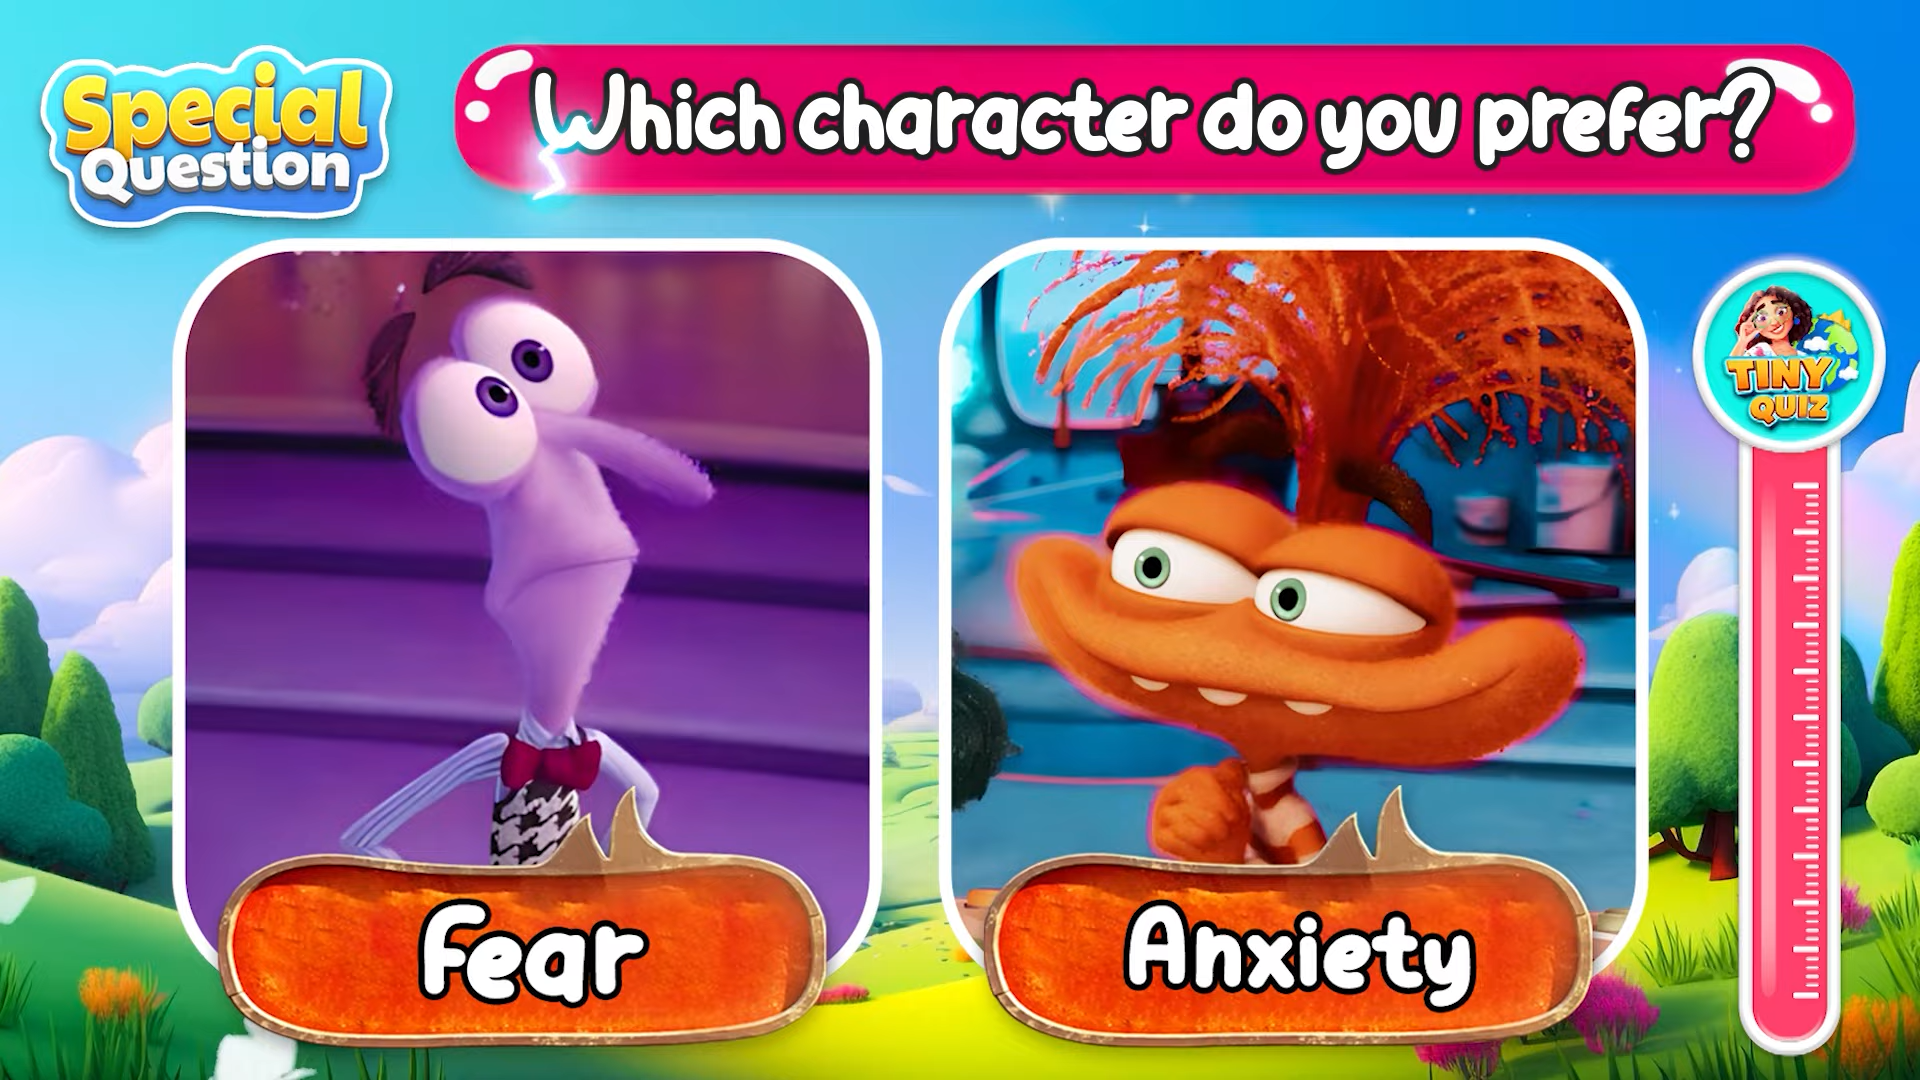 Special
Question
Which character do you prefer?
TINY
QUIZ
Fear
Anxiety